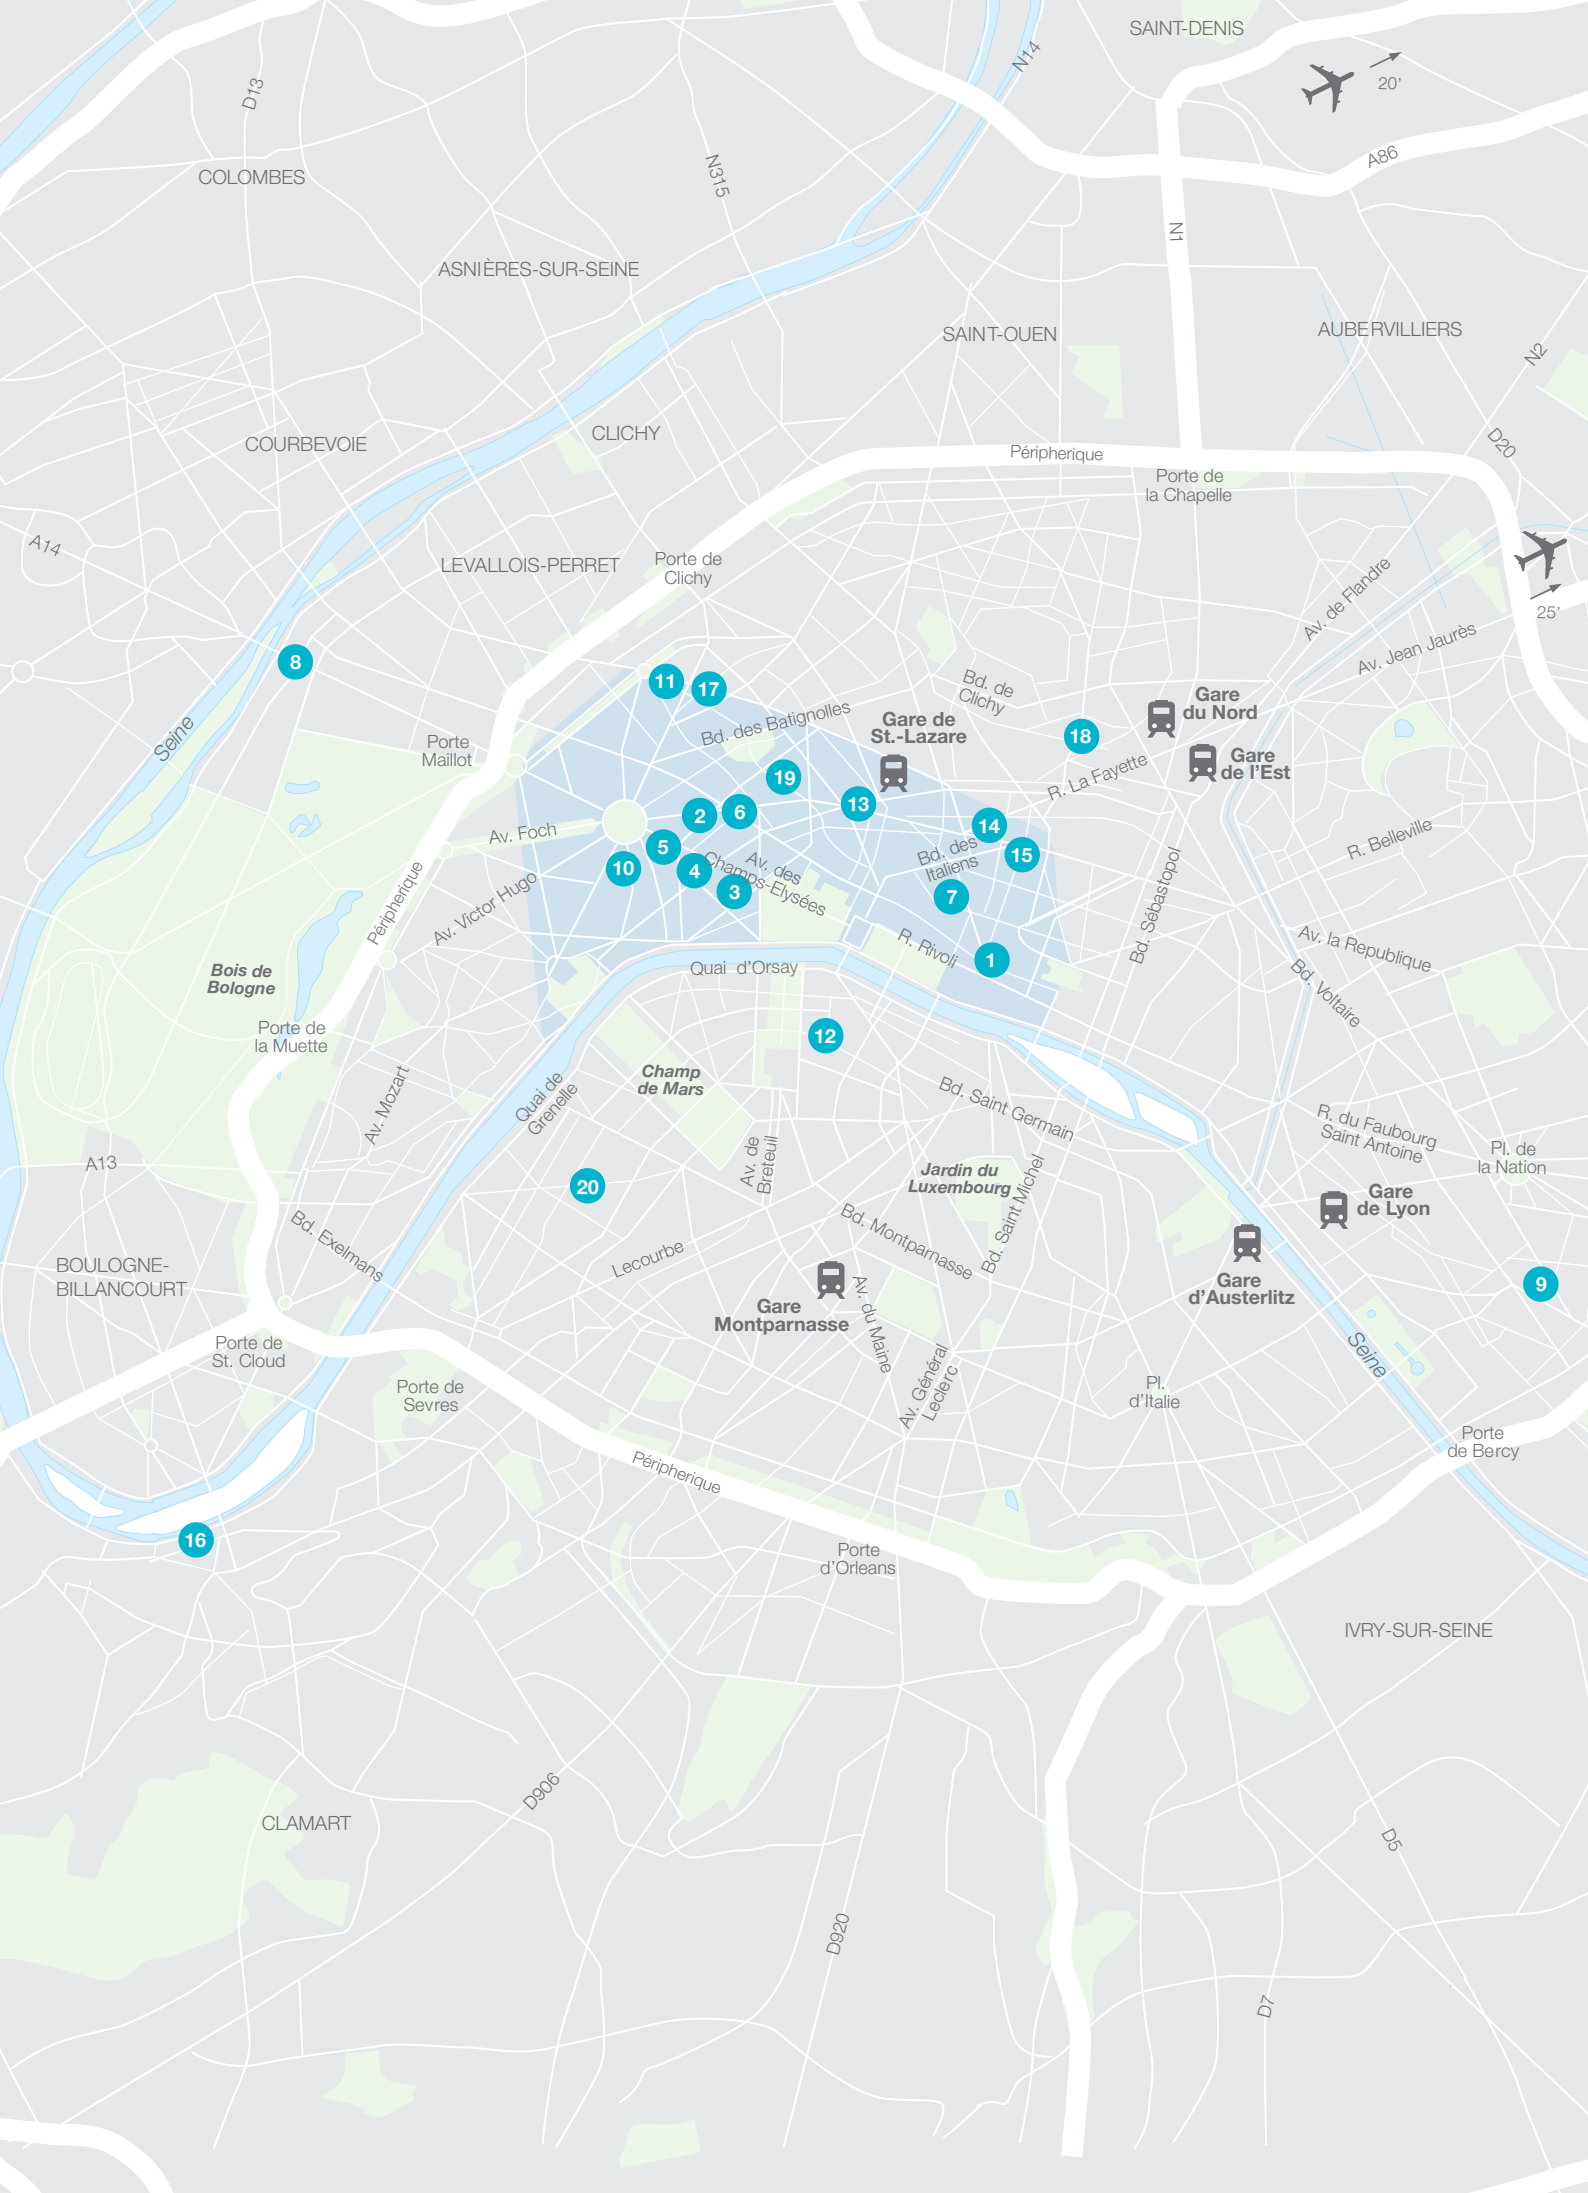 SAINT-DENIS
N14
20'
D13
A86
N315
COLOMBES
N1
ASNIÈRES-SUR-SEINE
SAINT-OUEN
AUBERVILLIERS
N2
COURBEVOIE
CLICHY
D20
Péripherique
Porte de
la Chapelle
A14
LEVALLOIS-PERRET
Porte de
Clichy
Av. de Flandre
25'
Av. Jean Jaurès
8
11
17
Bd. de
Clichy
Gare
du Nord
Seine
Bd. des Batignolles
Gare de
St.-Lazare
18
Porte
Maillot
Gare
de l'Est
R. La Fayette
19
13
2
6
14
Av. Foch
R. Belleville
5
15
Bd. des
Italiens
10
4
Av. des
Champs-Elysées
3
7
Bd. Sébastopol
Péripherique
Av. Victor Hugo
R. Rivoli
1
Av. la Republique
Quai d'Orsay
Bois de
Bologne
Bd. Voltaire
Porte de
la Muette
12
Champ
de Mars
Quai de
Grenelle
Av. Mozart
Bd. Saint Germain
R. du Faubourg
Saint Antoine
Pl. de
la Nation
A13
Av. de
Breteuil
Jardin du
Luxembourg
20
Bd. Saint Michel
Gare
de Lyon
Bd. Exelmans
Bd. Montparnasse
Lecourbe
BOULOGNE-
BILLANCOURT
Gare
d'Austerlitz
9
Gare
Montparnasse
Av. du Maine
Porte de
St. Cloud
Seine
Av. Général
Leclerc
Porte de
Sevres
Pl.
d'Italie
Porte
de Bercy
Péripherique
16
Porte
d'Orleans
IVRY-SUR-SEINE
D906
CLAMART
D5
D920
D7